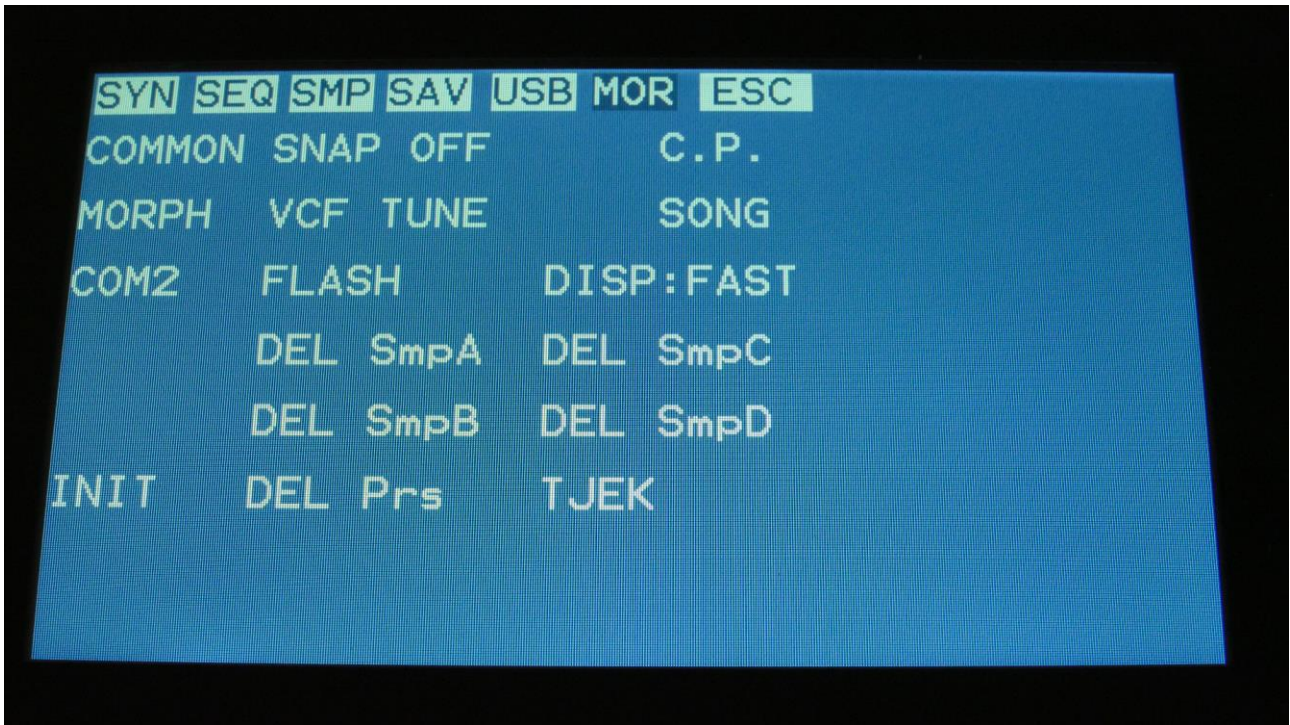 SYN SEQ SMP SAV USB MOR ESC
COMMON SNAP OFF C.P.
MORPH VCF TUNE SONG
COM2 FLASH DISP:FAST
DEL SmpA DEL SmpC
DEL SmpB DEL SmpD
INIT DEL Prs TJEK